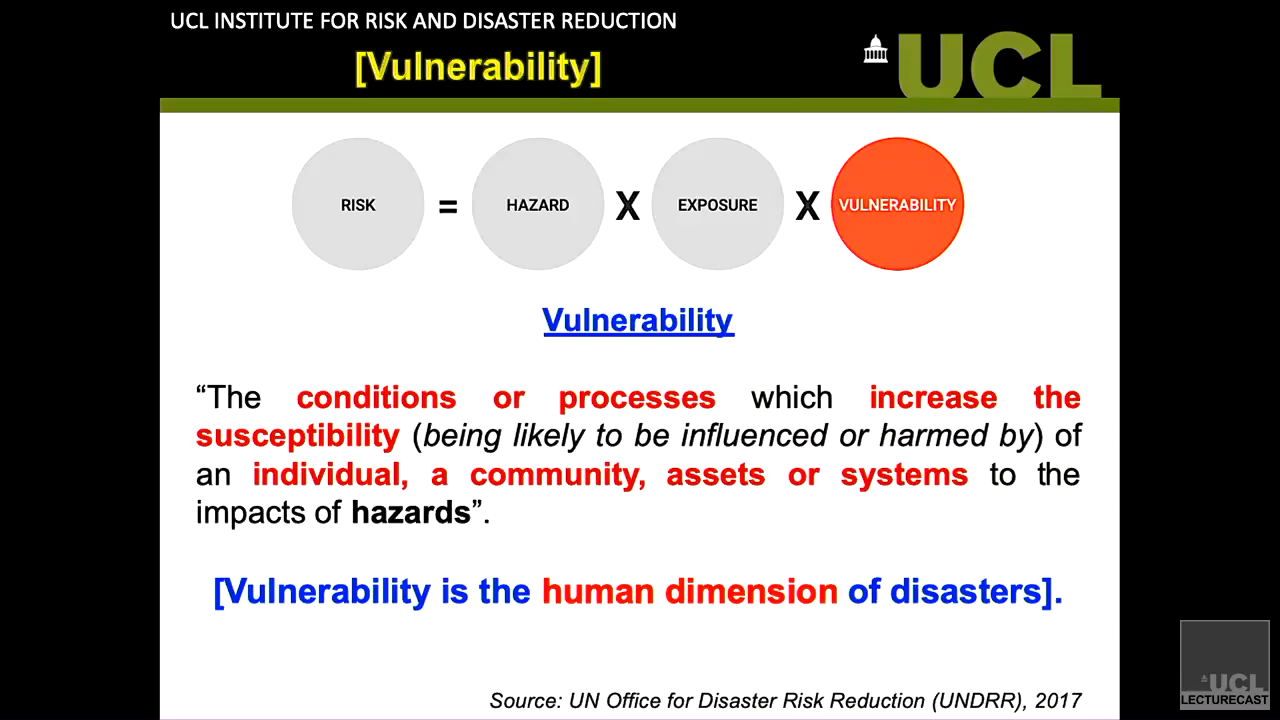 UCL INSTITUTE FOR RISK AND DISASTER REDUCTION
[Vulnerability]
UCL
RISK = HAZARD X EXPOSURE X VULNERABILITY
Vulnerability
“The conditions or processes which increase the
susceptibility (being likely to be influenced or harmed by) of
an individual, a community, assets or systems to the
impacts of hazards”.
[Vulnerability is the human dimension of disasters].
Source: UN Office for Disaster Risk Reduction (UNDRR), 2017
UCL
LECTURECAST